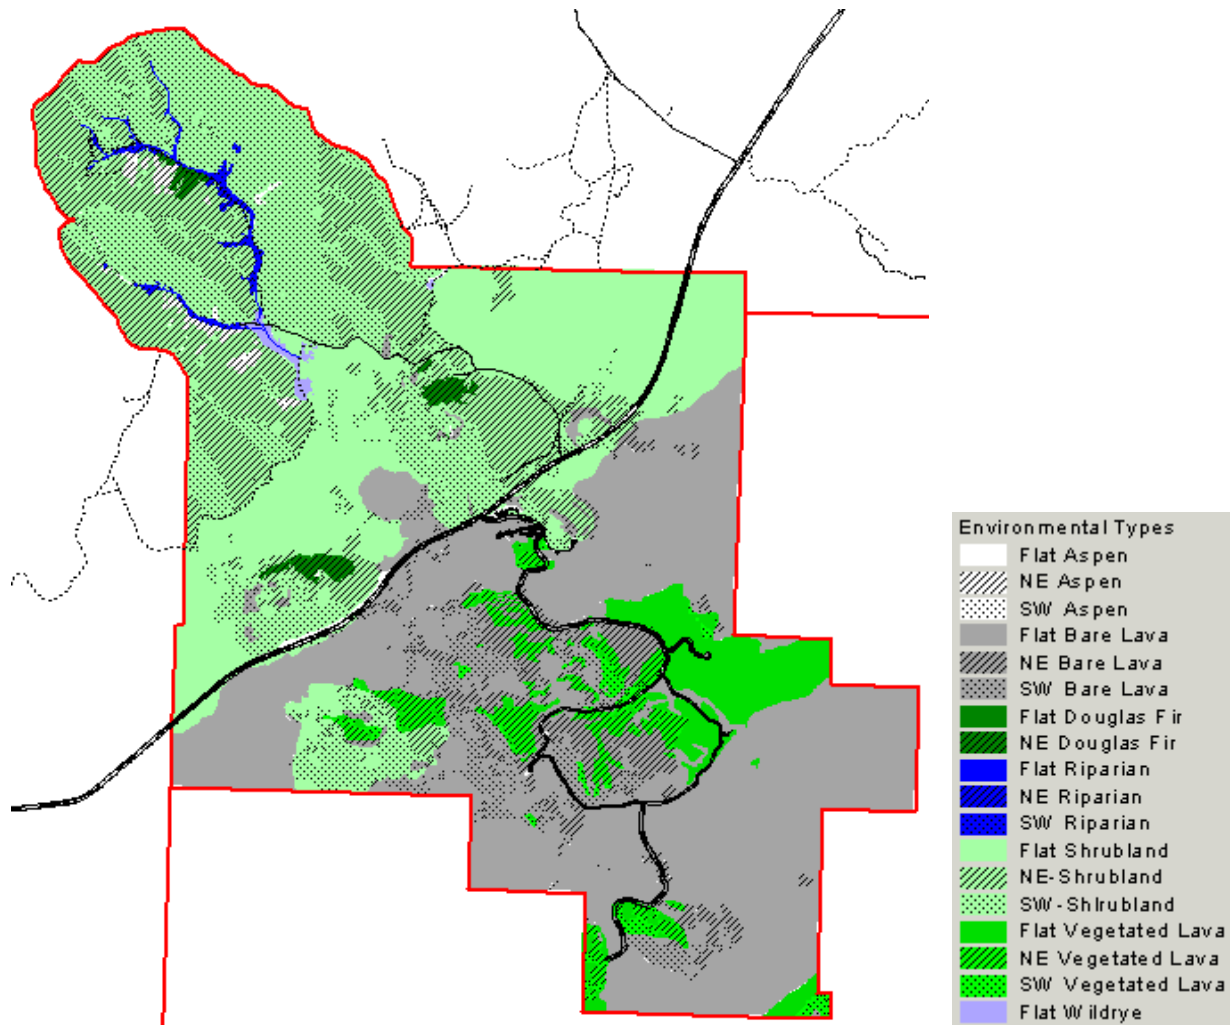 Environmental Types
Flat Aspen
NE Aspen
SW Aspen
Flat Bare Lava
NE Bare Lava
SW Bare Lava
Flat Douglas Fir
NE Douglas Fir
Flat Riparian
NE Riparian
SW Riparian
Flat Shrubland
NE-Shrubland
SW-Shlrubland
Flat Vegetated Lava
NE Vegetated Lava
SW Vegetated Lava
Flat Wildrye